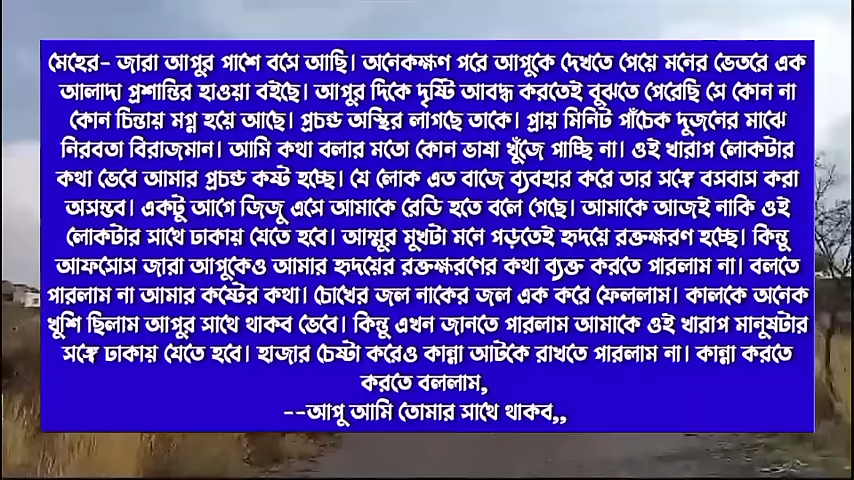 মেহের- জারা আপুর পাশে বসে আছি। অনেকক্ষণ পরে আপুকে দেখতে পেয়ে মনের ভেতরে এক
আলাদা প্রশান্তির হাওয়া বইছে। আপুর দিকে দৃষ্টি আবদ্ধ করতেই বুঝতে পেরেছি সে কোন না
কোন চিন্তায় মগ্ন হয়ে আছে। প্রচন্ড অস্থির লাগছে তাকে। প্রায় মিনিট পাঁচেক দুজনের মাঝে
নিরবতা বিরাজমান। আমি কথা বলার মতো কোন ভাষা খুঁজে পাচ্ছি না। ওই খারাপ লোকটার
কথা ভেবে আমার প্রচন্ড কষ্ট হচ্ছে। যে লোক এত বাজে ব্যবহার করে তার সঙ্গে বসবাস করা
অসম্ভব। একটু আগে জিজু এসে আমাকে রেডি হতে বলে গেছে। আমাকে আজই নাকি ওই
লোকটার সাথে ঢাকায় যেতে হবে। আম্মুর মুখটা মনে পড়তেই হৃদয়ে রক্তক্ষরণ হচ্ছে। কিন্তু
আফসোস জারা আপুকেও আমার হৃদয়ের রক্তক্ষরণের কথা ব্যক্ত করতে পারলাম না। বলতে
পারলাম না আমার কষ্টের কথা। চোখের জল নাকের জল এক করে ফেললাম। কালকে অনেক
খুশি ছিলাম আপুর সাথে থাকব ভেবে। কিন্তু এখন জানতে পারলাম আমাকে ওই খারাপ মানুষটার
সঙ্গে ঢাকায় যেতে হবে। হাজার চেষ্টা করেও কান্না আটকে রাখতে পারলাম না। কান্না করতে
করতে বললাম,
--আপু আমি তোমার সাথে থাকব,,